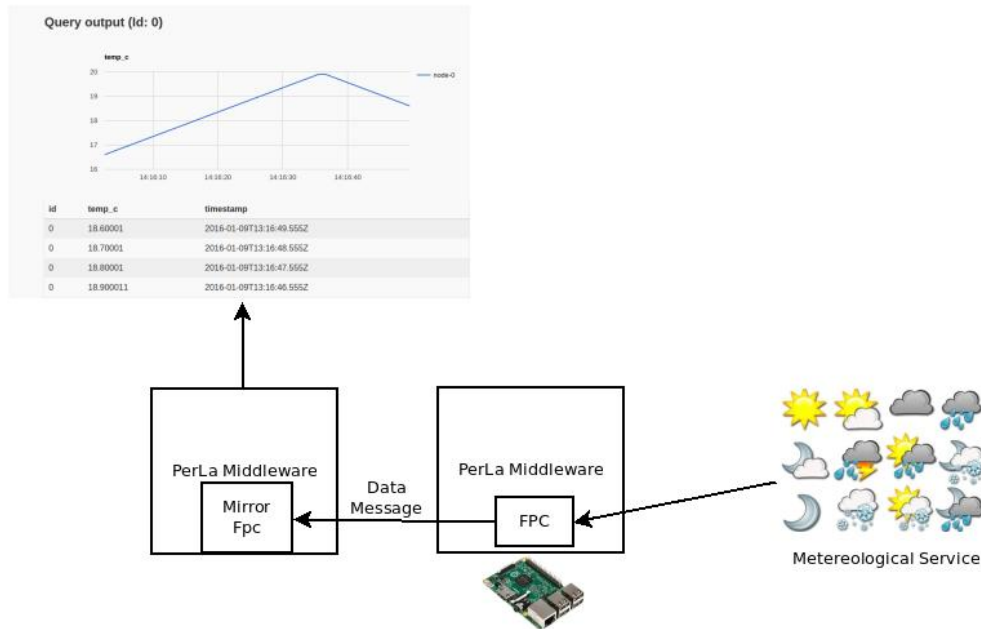 Query output (Id: 0)
temp_c
20
19
18
17
16
14:16:10 14:16:20 14:16:30 14:16:40
node-0
id temp_c timestamp
0 18.60001 2016-01-09T13:16:49.555Z
0 18.70001 2016-01-09T13:16:48.555Z
0 18.80001 2016-01-09T13:16:47.555Z
0 18.900011 2016-01-09T13:16:46.555Z
PerLa Middleware
Mirror
Fpc
Data
Message
PerLa Middleware
FPC
Metereological Service